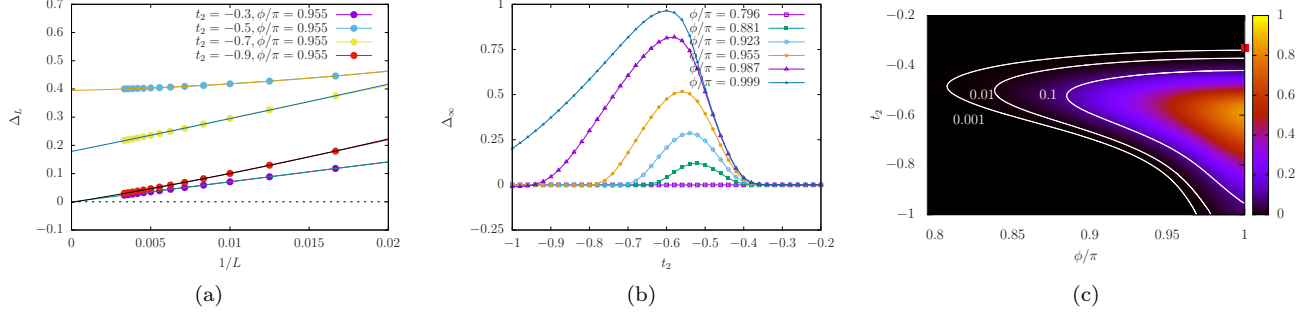 0.7
0.6
0.5
0.4
0.3
0.2
0.1
0
−0.1
0
0.005
0.01
0.015
0.02
Δ_L
1/L
t₂ = −0.3, ϕ/π = 0.955
t₂ = −0.5, ϕ/π = 0.955
t₂ = −0.7, ϕ/π = 0.955
t₂ = −0.9, ϕ/π = 0.955
(a)
1
0.75
0.5
0.25
0
−0.25
−1
−0.9
−0.8
−0.7
−0.6
−0.5
−0.4
−0.3
−0.2
Δ_∞
t₂
ϕ/π = 0.796
ϕ/π = 0.881
ϕ/π = 0.923
ϕ/π = 0.955
ϕ/π = 0.987
ϕ/π = 0.999
(b)
−0.2
−0.4
−0.6
−0.8
−1
0.8
0.85
0.9
0.95
1
t₂
ϕ/π
0.01
0.1
0.001
1
0.8
0.6
0.4
0.2
0
(c)